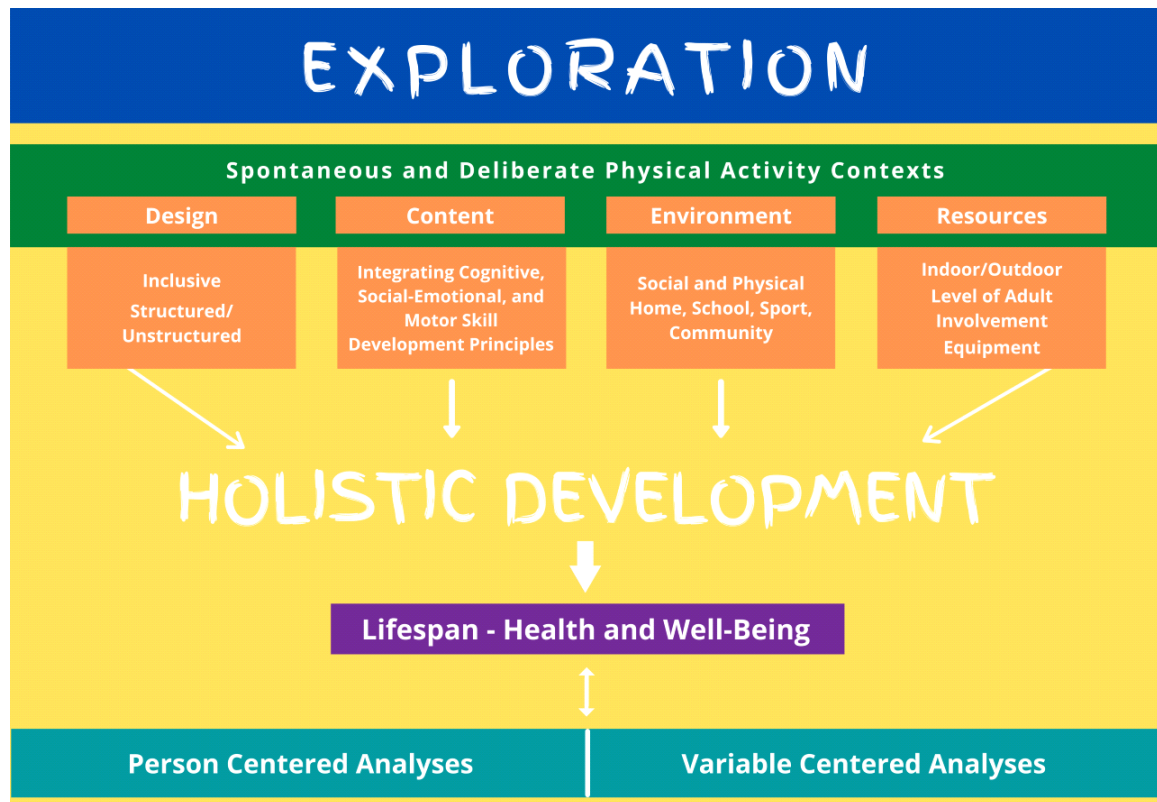 EXPLORATION
Spontaneous and Deliberate Physical Activity Contexts
Design
Inclusive
Structured/
Unstructured
Content
Integrating Cognitive,
Social-Emotional, and
Motor Skill
Development Principles
Environment
Social and Physical
Home, School, Sport,
Community
Resources
Indoor/Outdoor
Level of Adult
Involvement
Equipment
HOLISTIC DEVELOPMENT
Lifespan - Health and Well-Being
Person Centered Analyses
Variable Centered Analyses